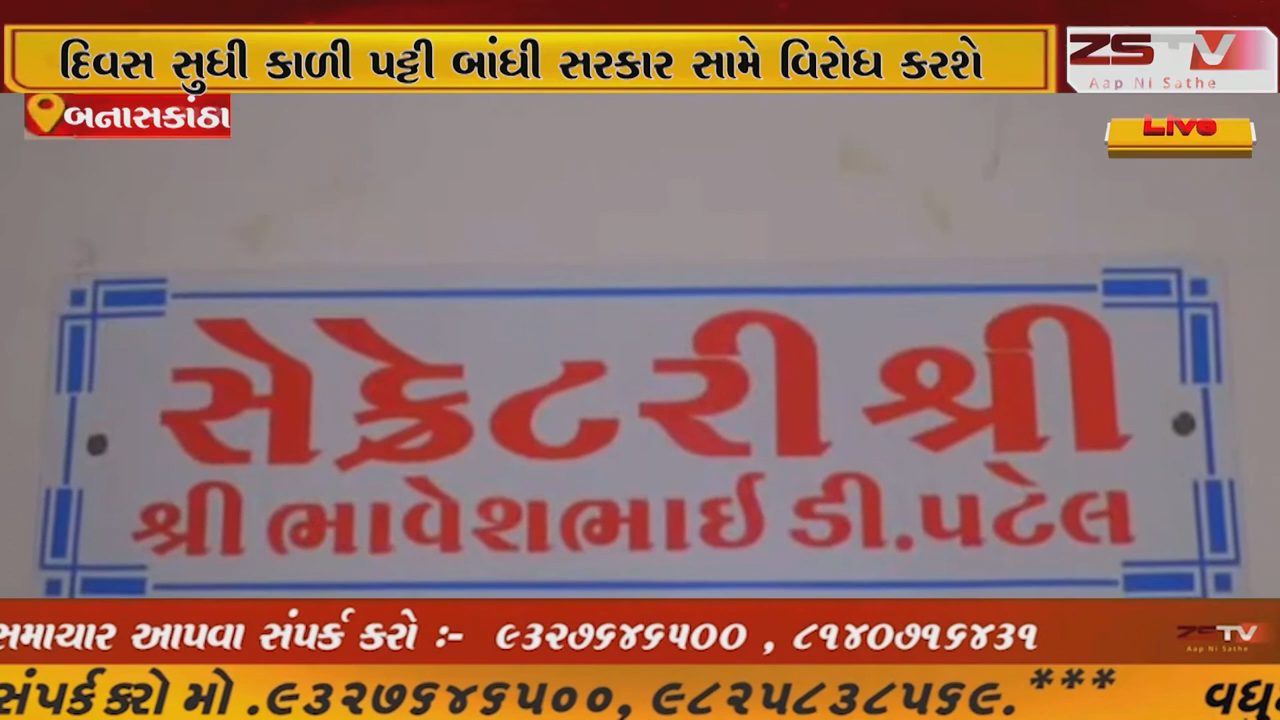 દિવસ સુધી કાળી પટ્ટી બાંધી સરકાર સામે વિરોધ કરશે
ZSTV
Aap Ni Sathe
બનાસકાંઠા
Live
સેક્રેટરી શ્રી
શ્રી ભાવેશભાઇ ડી.પટેલ
સમાચાર આપવા સંપર્ક કરો :- ૯૩૨૭૬૪૬૫૦૦ , ૮૧૪૦૭૧૬૪૩૧
ZSTV
Aap Ni Sathe
સંપર્ક કરો મો .૯૩૨૭૬૪૬૫૦૦, ૯૮૨૫૮૩૮૫૬૯. ***